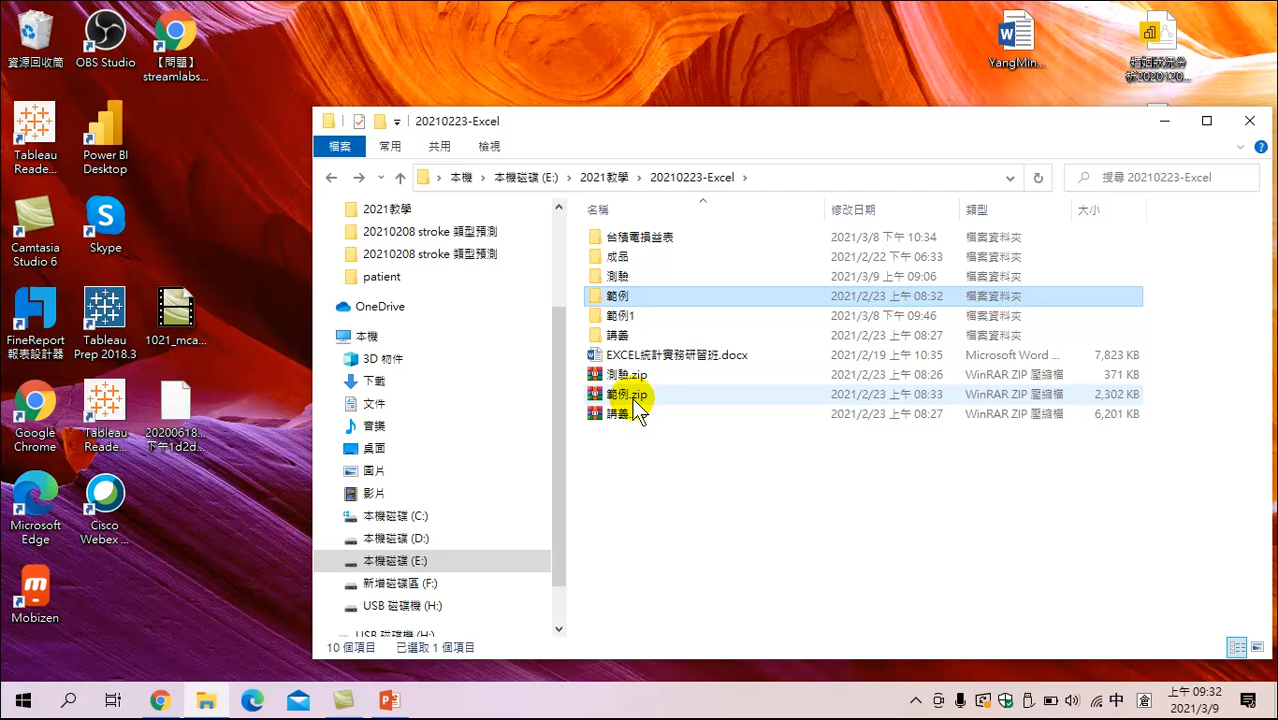 資源回收筒
OBS Studio
【問題】
streamlabs...
Tableau
Reade...
Power BI
Desktop
Camtasia
Studio 6
Skype
FineReport
報表設計器
Tableau
Prep 2018.3
1021_mca...
Google
Chrome
Tableau
Reade...
20200618...
下午1d2d...
Microsoft
Edge
Cisco
Webex ...
Mobizen
YangMin...
20210223-Excel
檔案
常用
共用
檢視
本機
本機磁碟 (E:)
2021教學
20210223-Excel
搜尋 20210223-Excel
2021教學
20210208 stroke 類型預測
20210208 stroke 類型預測
patient
OneDrive
本機
3D 物件
下載
文件
音樂
桌面
圖片
影片
本機磁碟 (C:)
本機磁碟 (D:)
本機磁碟 (E:)
新增磁碟區 (F:)
USB 磁碟機 (H:)
USB 磁碟機 (H:)
名稱 修改日期 類型 大小
台積電損益表 2021/3/8 下午 10:34 檔案資料夾
成品 2021/2/22 下午 06:33 檔案資料夾
測驗 2021/3/9 上午 09:06 檔案資料夾
範例 2021/2/23 上午 08:32 檔案資料夾
範例1 2021/3/8 下午 09:46 檔案資料夾
講義 2021/2/23 上午 08:27 檔案資料夾
EXCEL統計實務研習班.docx 2021/2/19 上午 10:35 Microsoft Word ... 7,823 KB
測驗.zip 2021/2/23 上午 08:26 WinRAR ZIP 壓縮檔 371 KB
範例.zip 2021/2/23 上午 08:33 WinRAR ZIP 壓縮檔 2,302 KB
講義 2021/2/23 上午 08:27 WinRAR ZIP 壓縮檔 6,201 KB
10 個項目 已選取 1 個項目
中
倉
上午 09:32
2021/3/9